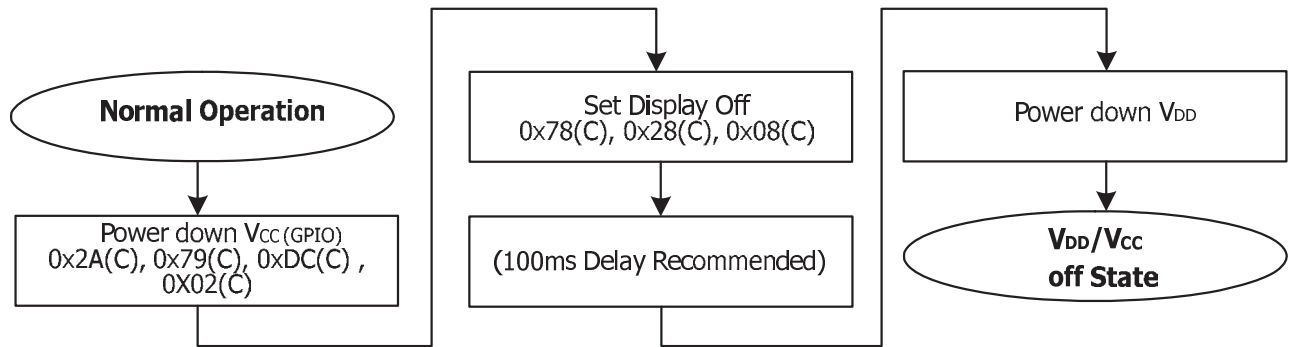 Normal Operation
Power down VCC (GPIO)
0x2A(C), 0x79(C), 0xDC(C) ,
0X02(C)
Set Display Off
0x78(C), 0x28(C), 0x08(C)
(100ms Delay Recommended)
Power down VDD
VDD/VCC
off State